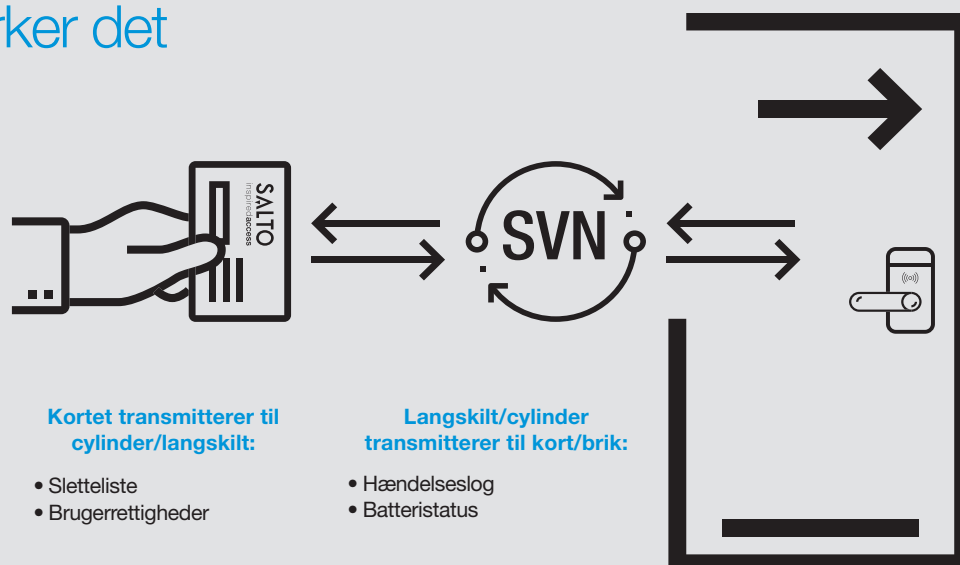 rker det
SALTO
inspiredaccess
SVN
Kortet transmitterer til
cylinder/langskilt:
• Sletteliste
• Brugerrettigheder
Langskilt/cylinder
transmitterer til kort/brik:
• Hændelseslog
• Batteristatus